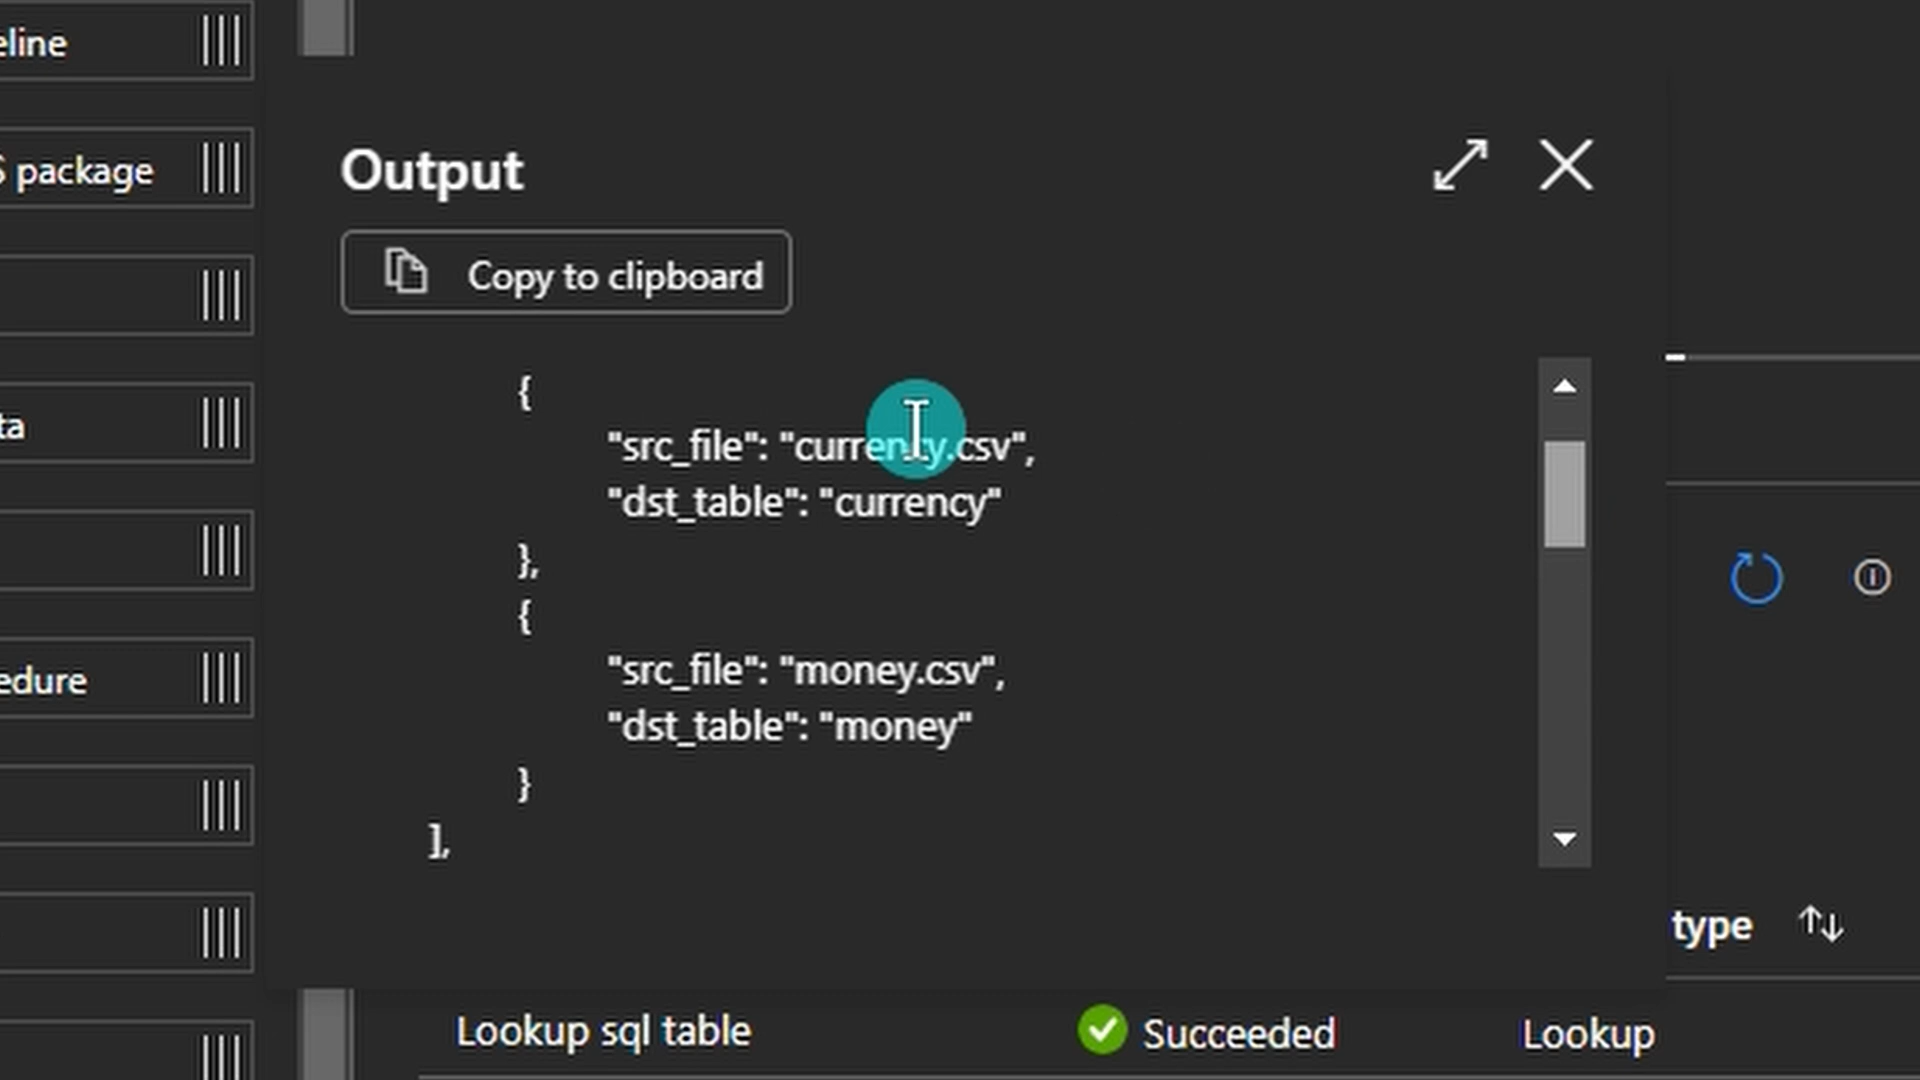 eline
S package
ta
edure
Output
Copy to clipboard
{
"src_file": "currency.csv",
"dst_table": "currency"
},
{
"src_file": "money.csv",
"dst_table": "money"
}
],
type
Lookup sql table Succeeded Lookup